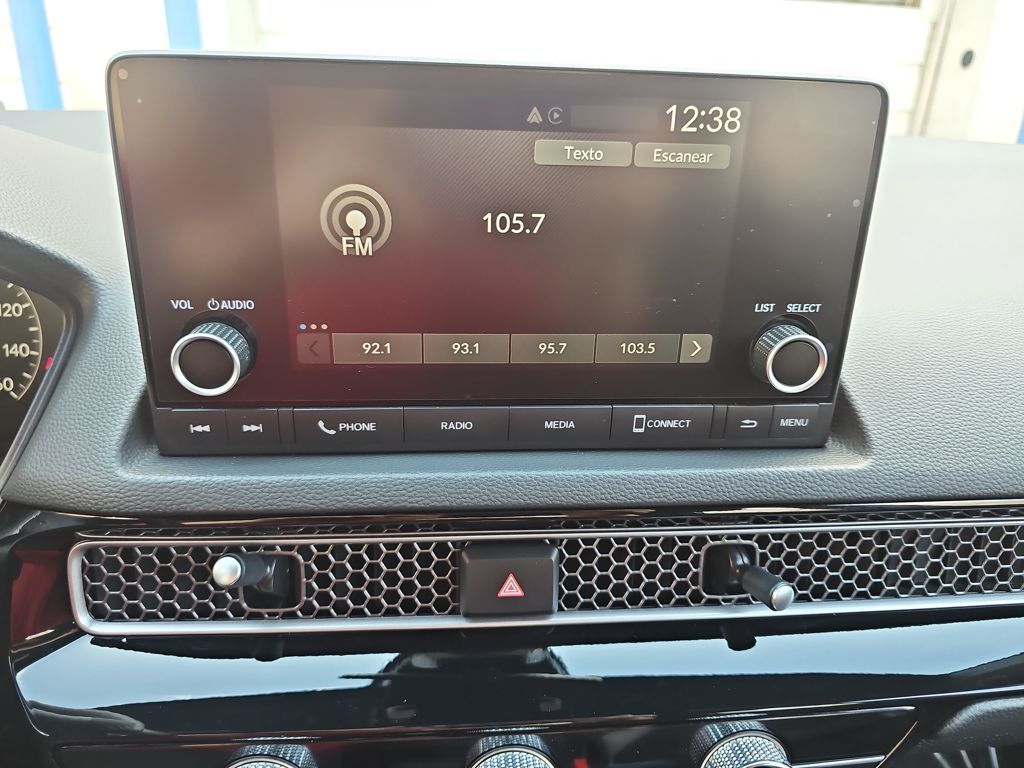 12:38
Texto Escanear
105.7
FM
VOL AUDIO
LIST SELECT
92.1 93.1 95.7 103.5
PHONE RADIO MEDIA CONNECT MENU
120
140